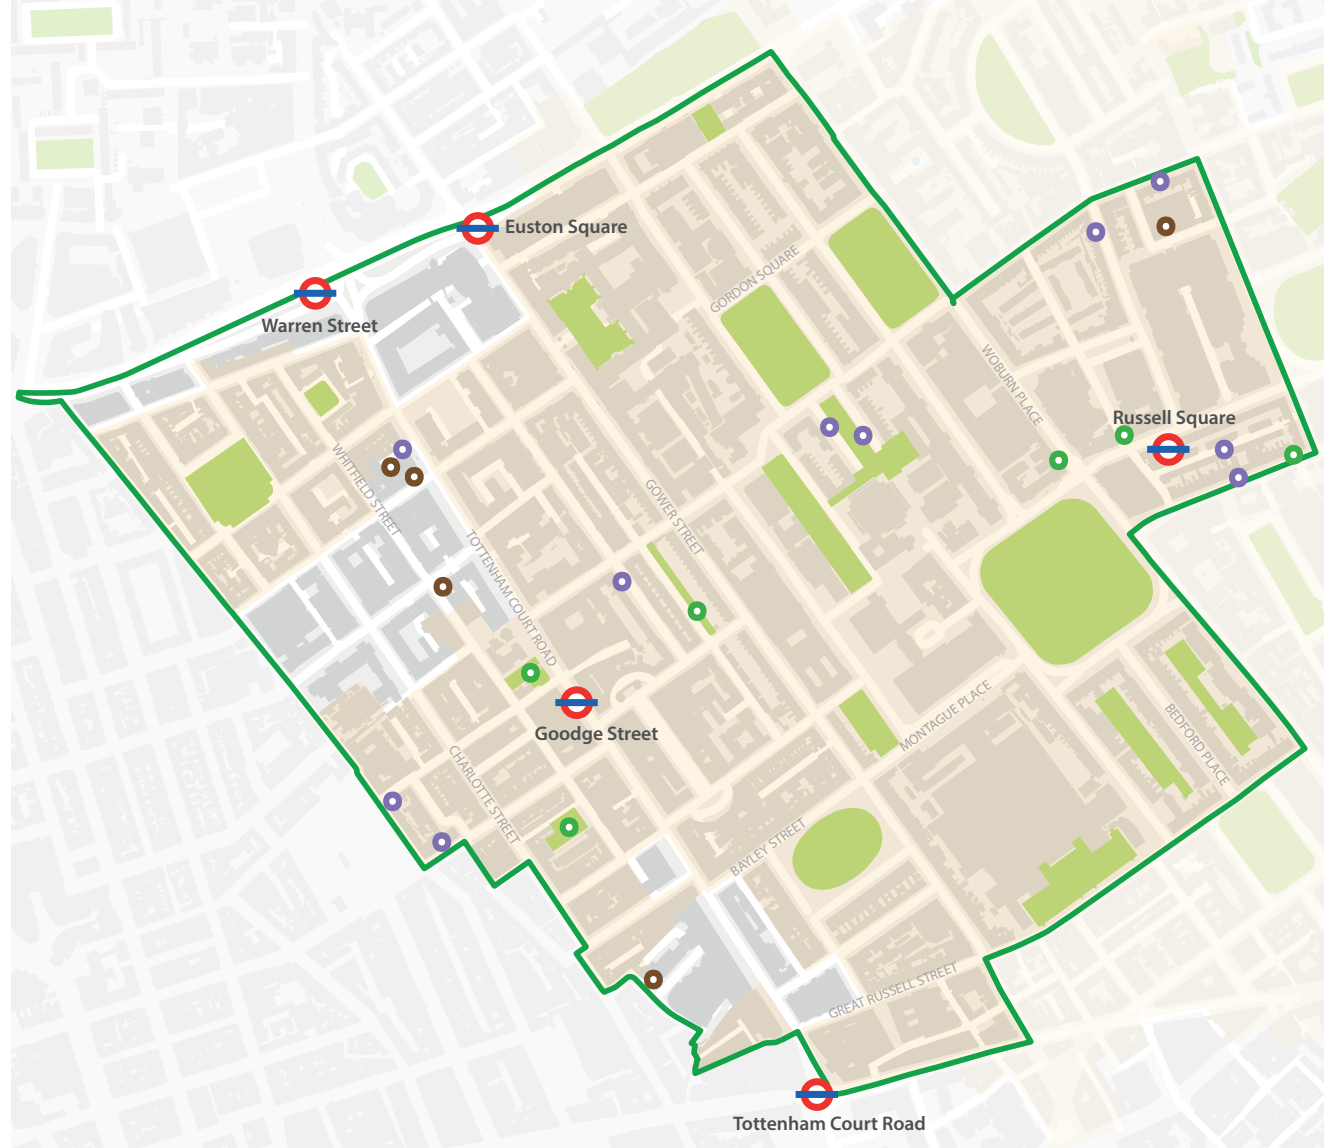 Euston Square
GORDON SQUARE
Warren Street
WOBURN PLACE
Russell Square
WHITFIELD STREET
GOWER STREET
TOTTENHAM COURT ROAD
Goodge Street
MONTAGUE PLACE
BEDFORD PLACE
CHARLOTTE STREET
BAYLEY STREET
GREAT RUSSELL STREET
Tottenham Court Road